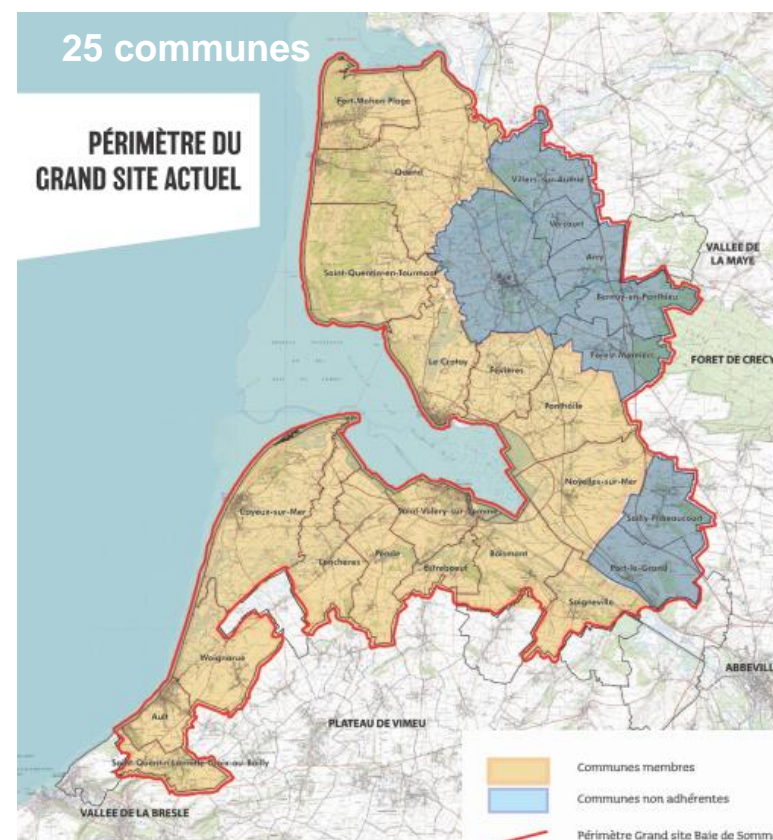 25 communes
PÉRIMÈTRE DU
GRAND SITE ACTUEL
Fort-Mahon Plage
Quend
Villers-sur-Authie
Vercourt
VALLEE DE
LA MAYE
Arry
Saint-Quentin-en-Tourmont
Bernay-en-Ponthieu
Forest-Montiers
FORET DE CRECY
Le Crotoy
Favières
Ponthoile
Noyelles-sur-Mer
Cayeux-sur-Mer
Saint-Valery-sur-Somme
Sailly-Flibeaucourt
Lanchères
Pendé
Boismont
Estreboeuf
Port-le-Grand
Saigneville
Woignarue
ABBEVILL
Ault
PLATEAU DE VIMEU
Saint-Quentin-Lamotte-Croix-au-Bailly
VALLEE DE LA BRESLE
Communes membres
Communes non adhérentes
Périmètre Grand site Baie de Somm